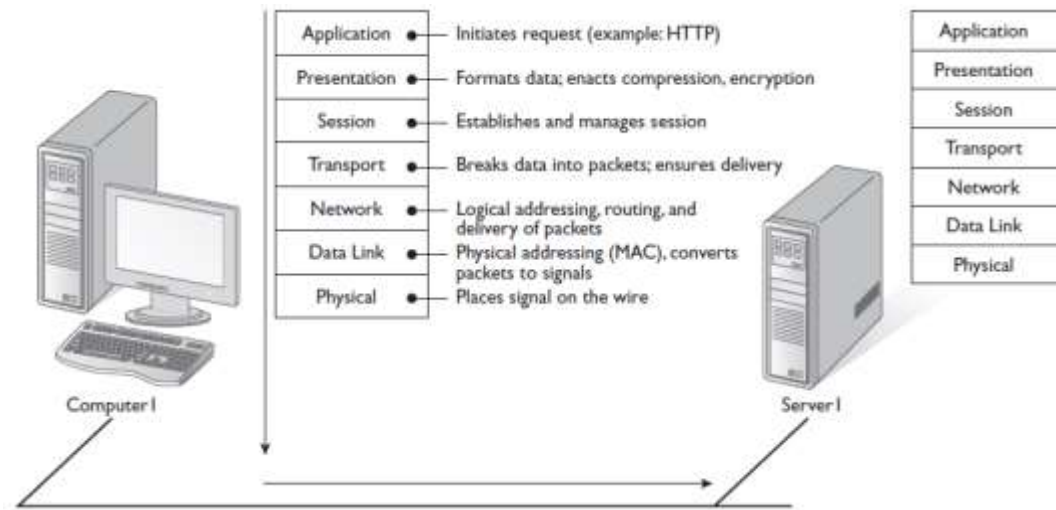 Application
Initiates request (example: HTTP)
Presentation
Formats data; enacts compression, encryption
Session
Establishes and manages session
Transport
Breaks data into packets; ensures delivery
Network
Logical addressing, routing, and
delivery of packets
Data Link
Physical addressing (MAC), converts
packets to signals
Physical
Places signal on the wire
Computer1
Application
Presentation
Session
Transport
Network
Data Link
Physical
Server1